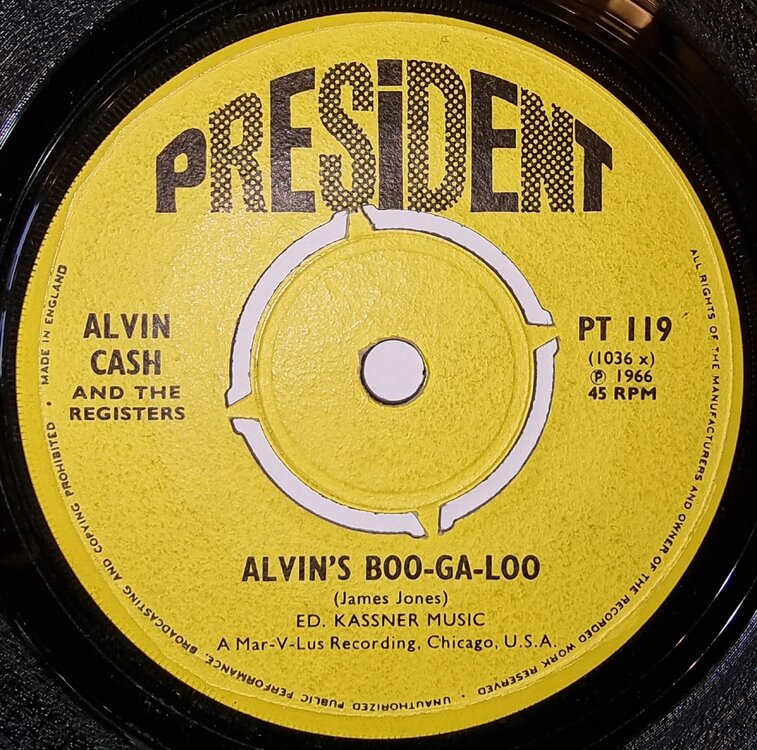 PRESiDENT
ALVIN
CASH
AND THE
REGISTERS
PT 119
(1036 x)
℗ 1966
45 RPM
ALVIN'S BOO-GA-LOO
(James Jones)
ED. KASSNER MUSIC
A Mar-V-Lus Recording, Chicago, U.S.A.
ALL RIGHTS OF THE MANUFACTURERS AND OWNER OF THE RECORDED WORK RESERVED • UNAUTHORIZED PUBLIC PERFORMANCE, BROADCASTING AND COPYING PROHIBITED • MADE IN ENGLAND